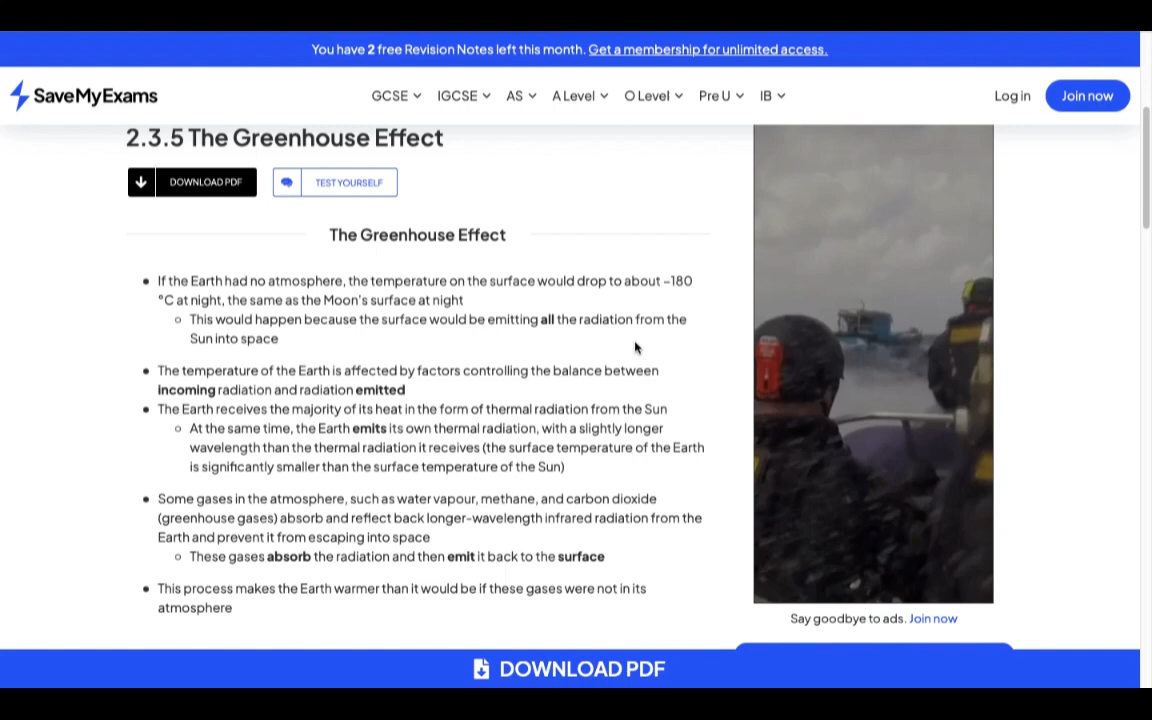 You have 2 free Revision Notes left this month. Get a membership for unlimited access.
SaveMyExams
GCSE IGCSE AS A Level O Level Pre U IB
Log in
Join now
2.3.5 The Greenhouse Effect
DOWNLOAD PDF
TEST YOURSELF
The Greenhouse Effect
If the Earth had no atmosphere, the temperature on the surface would drop to about −180
°C at night, the same as the Moon's surface at night
This would happen because the surface would be emitting all the radiation from the
Sun into space
The temperature of the Earth is affected by factors controlling the balance between
incoming radiation and radiation emitted
The Earth receives the majority of its heat in the form of thermal radiation from the Sun
At the same time, the Earth emits its own thermal radiation, with a slightly longer
wavelength than the thermal radiation it receives (the surface temperature of the Earth
is significantly smaller than the surface temperature of the Sun)
Some gases in the atmosphere, such as water vapour, methane, and carbon dioxide
(greenhouse gases) absorb and reflect back longer-wavelength infrared radiation from the
Earth and prevent it from escaping into space
These gases absorb the radiation and then emit it back to the surface
This process makes the Earth warmer than it would be if these gases were not in its
atmosphere
Say goodbye to ads. Join now
DOWNLOAD PDF